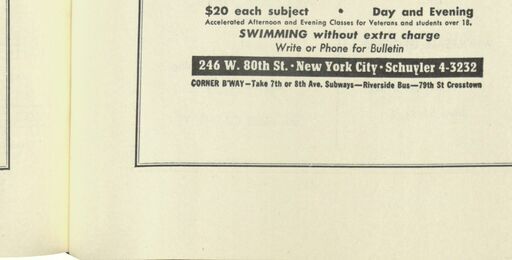 $20 each subject • Day and Evening
Accelerated Afternoon and Evening Classes for Veterans and students over 18.
SWIMMING without extra charge
Write or Phone for Bulletin
246 W. 80th St. · New York City · Schuyler 4-3232
CORNER B'WAY—Take 7th or 8th Ave. Subways—Riverside Bus—79th St Crosstown